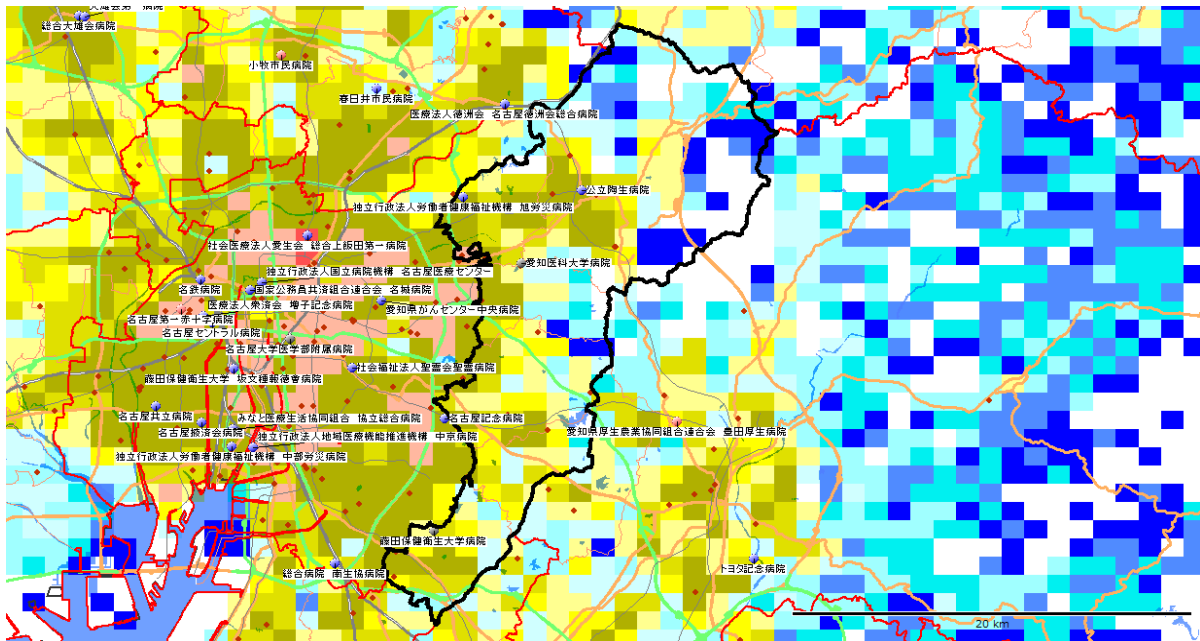 総合大雄会病院
小牧市民病院
春日井市民病院
医療法人徳洲会 名古屋徳洲会総合病院
公立陶生病院
独立行政法人労働者健康福祉機構 旭労災病院
社会医療法人愛生会 総合上飯田第一病院
愛知医科大学病院
独立行政法人国立病院機構 名古屋医療センター
名鉄病院
国家公務員共済組合連合会 名城病院
医療法人衆済会 増子記念病院
愛知県がんセンター中央病院
名古屋第一赤十字病院
名古屋セントラル病院
名古屋大学医学部附属病院
社会福祉法人聖霊会聖霊病院
藤田保健衛生大学 坂文種報徳會病院
名古屋共立病院
みなと医療生活協同組合 協立総合病院
名古屋記念病院
名古屋掖済会病院
独立行政法人地域医療機能推進機構 中京病院
愛知県厚生農業協同組合連合会 豊田厚生病院
独立行政法人労働者健康福祉機構 中部労災病院
藤田保健衛生大学病院
総合病院 南生協病院
トヨタ記念病院
20 km